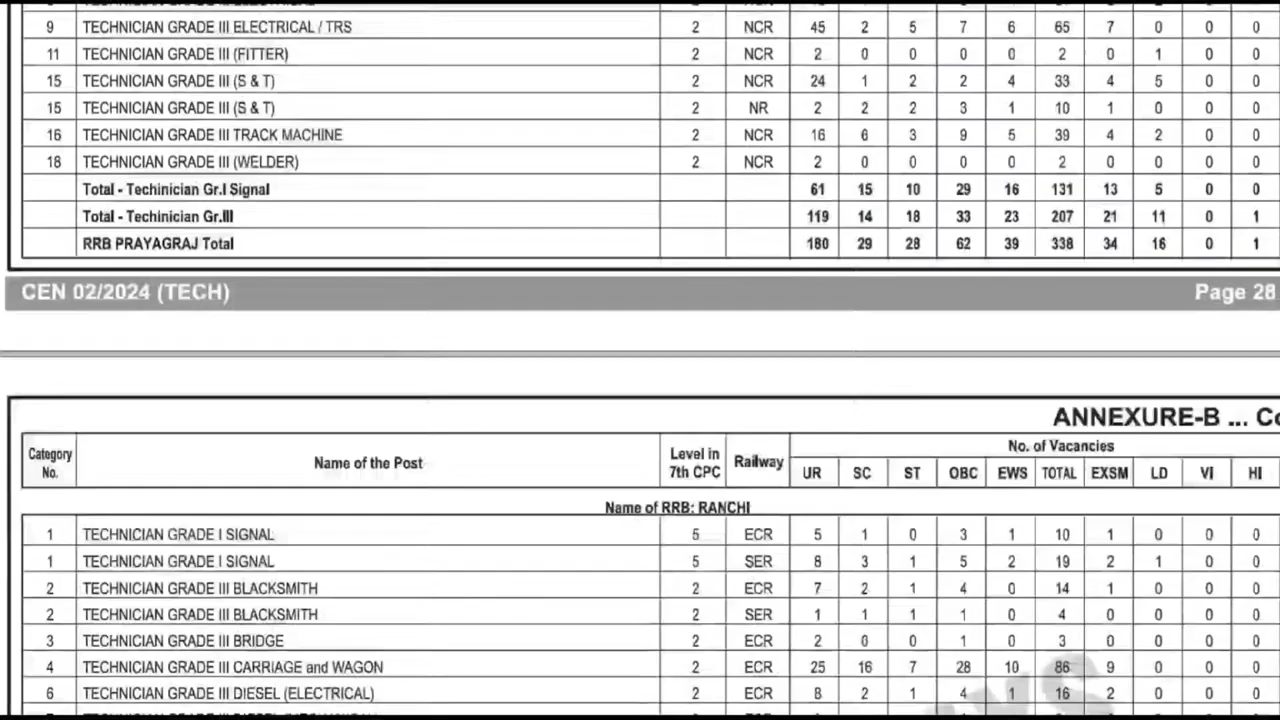 9 TECHNICIAN GRADE III ELECTRICAL / TRS 2 NCR 45 2 5 7 6 65 7 0 0 0
11 TECHNICIAN GRADE III (FITTER) 2 NCR 2 0 0 0 0 2 0 1 0 0
15 TECHNICIAN GRADE III (S & T) 2 NCR 24 1 2 2 4 33 4 5 0 0
15 TECHNICIAN GRADE III (S & T) 2 NR 2 2 2 3 1 10 1 0 0 0
16 TECHNICIAN GRADE III TRACK MACHINE 2 NCR 16 6 3 9 5 39 4 2 0 0
18 TECHNICIAN GRADE III (WELDER) 2 NCR 2 0 0 0 0 2 0 0 0 0
Total - Techinician Gr.I Signal 61 15 10 29 16 131 13 5 0 0
Total - Techinician Gr.III 119 14 18 33 23 207 21 11 0 1
RRB PRAYAGRAJ Total 180 29 28 62 39 338 34 16 0 1
CEN 02/2024 (TECH) Page 28
ANNEXURE-B ... Co
Category No. Name of the Post Level in 7th CPC Railway No. of Vacancies
UR SC ST OBC EWS TOTAL EXSM LD VI HI
Name of RRB: RANCHI
1 TECHNICIAN GRADE I SIGNAL 5 ECR 5 1 0 3 1 10 1 0 0 0
1 TECHNICIAN GRADE I SIGNAL 5 SER 8 3 1 5 2 19 2 1 0 0
2 TECHNICIAN GRADE III BLACKSMITH 2 ECR 7 2 1 4 0 14 1 0 0 0
2 TECHNICIAN GRADE III BLACKSMITH 2 SER 1 1 1 1 0 4 0 0 0 0
3 TECHNICIAN GRADE III BRIDGE 2 ECR 2 0 0 1 0 3 0 0 0 0
4 TECHNICIAN GRADE III CARRIAGE and WAGON 2 ECR 25 16 7 28 10 86 9 0 0 0
6 TECHNICIAN GRADE III DIESEL (ELECTRICAL) 2 ECR 8 2 1 4 1 16 2 0 0 0